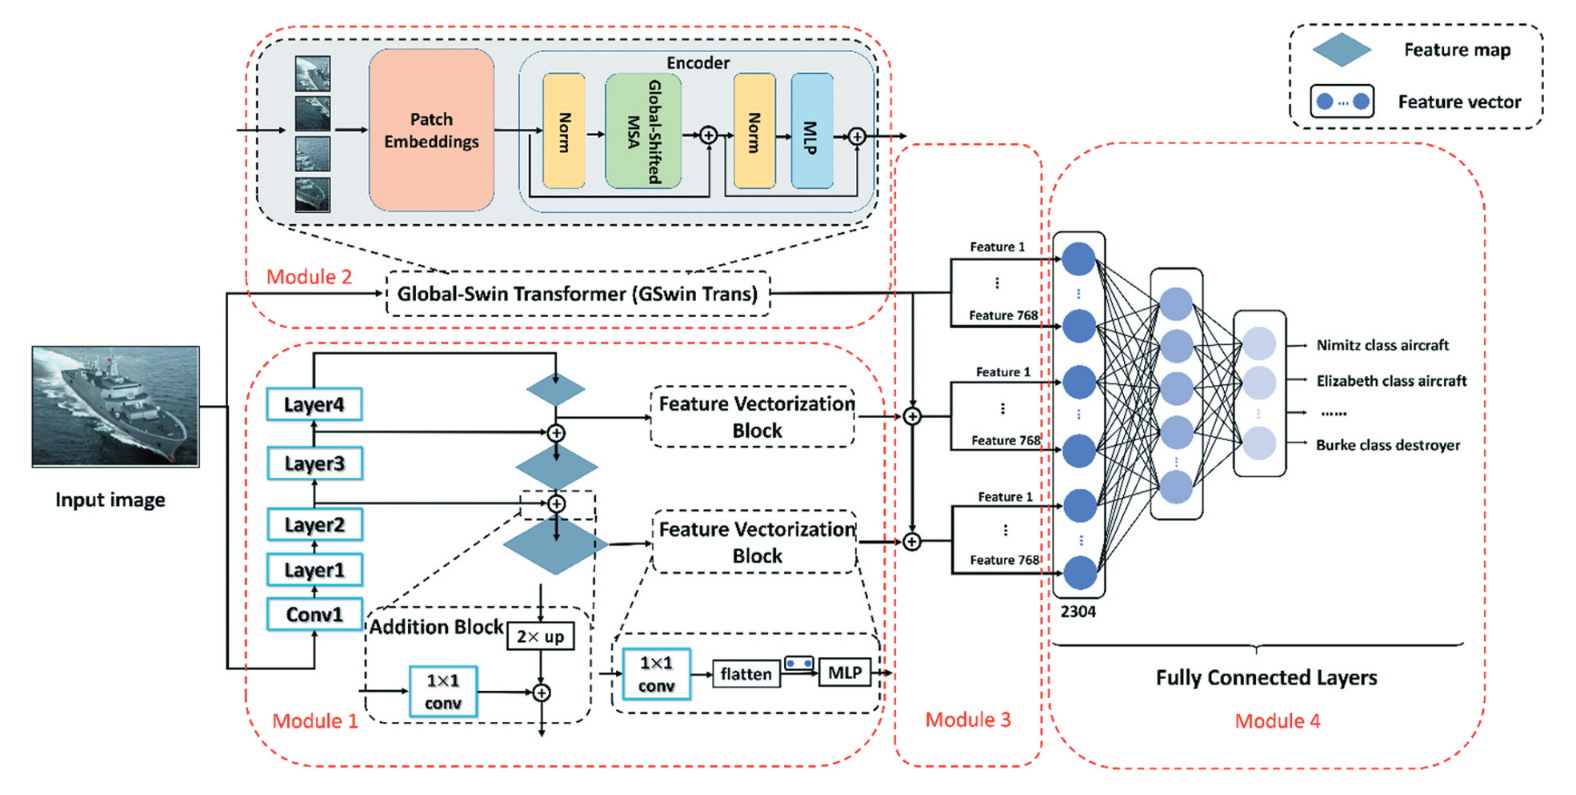 Encoder
Patch
Embeddings
Norm
Global-Shifted
MSA
Norm
MLP
Module 2
Global-Swin Transformer (GSwin Trans)
Feature map
··· Feature vector
Input image
Layer4
Layer3
Layer2
Layer1
Conv1
Feature Vectorization
Block
Feature Vectorization
Block
Addition Block
2× up
1×1
conv
1×1
conv
flatten
MLP
Module 1
Feature 1
⋮
Feature 768
Feature 1
⋮
Feature 768
Feature 1
⋮
Feature 768
Module 3
2304
Nimitz class aircraft
Elizabeth class aircraft
......
Burke class destroyer
Fully Connected Layers
Module 4